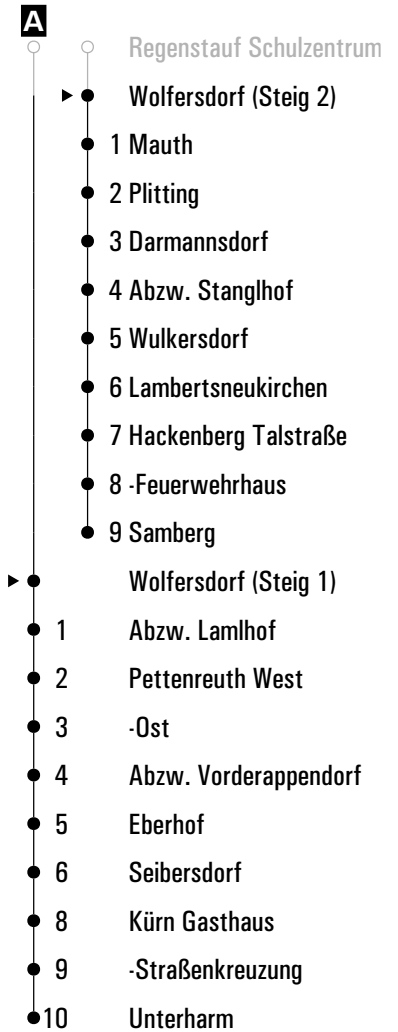 A
Regenstauf Schulzentrum
Wolfersdorf (Steig 2)
1 Mauth
2 Plitting
3 Darmannsdorf
4 Abzw. Stanglhof
5 Wulkersdorf
6 Lambertsneukirchen
7 Hackenberg Talstraße
8 -Feuerwehrhaus
9 Samberg
Wolfersdorf (Steig 1)
1 Abzw. Lamlhof
2 Pettenreuth West
3 -Ost
4 Abzw. Vorderappendorf
5 Eberhof
6 Seibersdorf
8 Kürn Gasthaus
9 -Straßenkreuzung
10 Unterharm